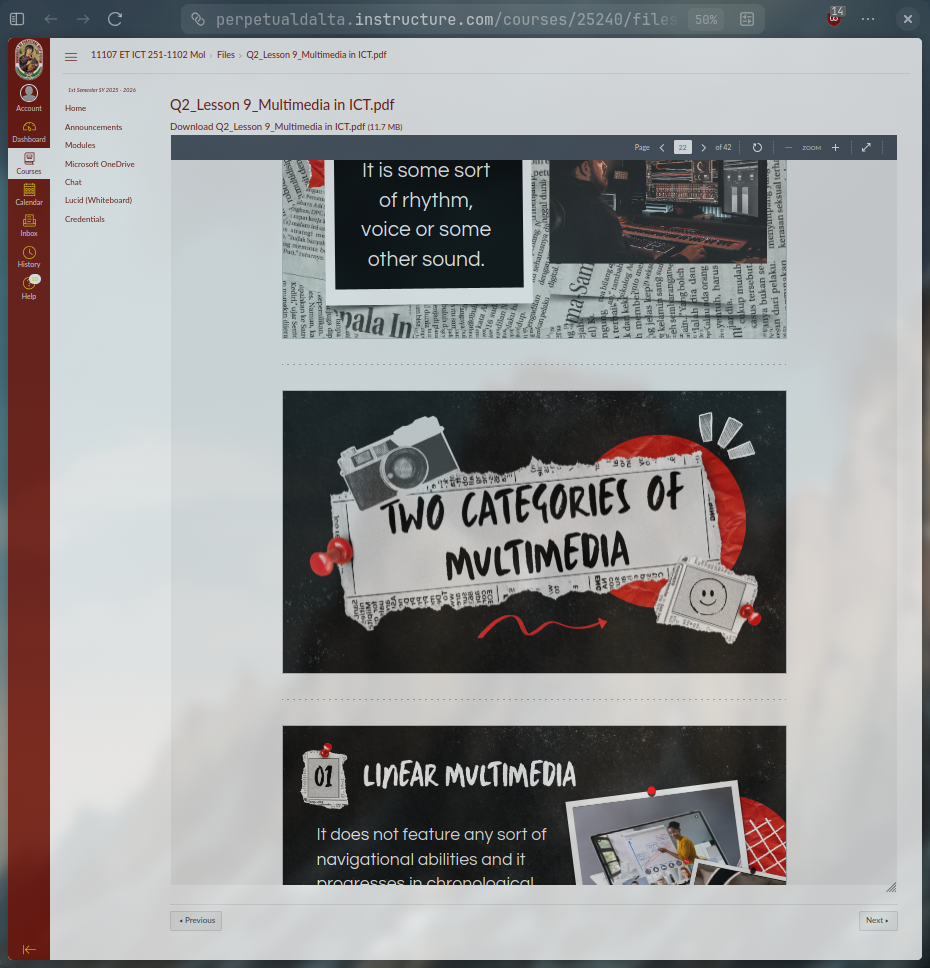 perpetualdalta.instructure.com/courses/25240/files
50%
14
11107 ET ICT 251-1102 Mol › Files › Q2_Lesson 9_Multimedia in ICT.pdf
1st Semester SY 2025 - 2026
Account
Dashboard
Courses
Calendar
Inbox
History
Help
Home
Announcements
Modules
Microsoft OneDrive
Chat
Lucid (Whiteboard)
Credentials
Q2_Lesson 9_Multimedia in ICT.pdf
Download Q2_Lesson 9_Multimedia in ICT.pdf (11.7 MB)
Page 22 of 42 ZOOM
It is some sort
of rhythm,
voice or some
other sound.
pala In
TWO CATEGORIES OF
MULTIMEDIA
01 LINEAR MULTIMEDIA
It does not feature any sort of
navigational abilities and it
progresses in chronological
Previous
Next